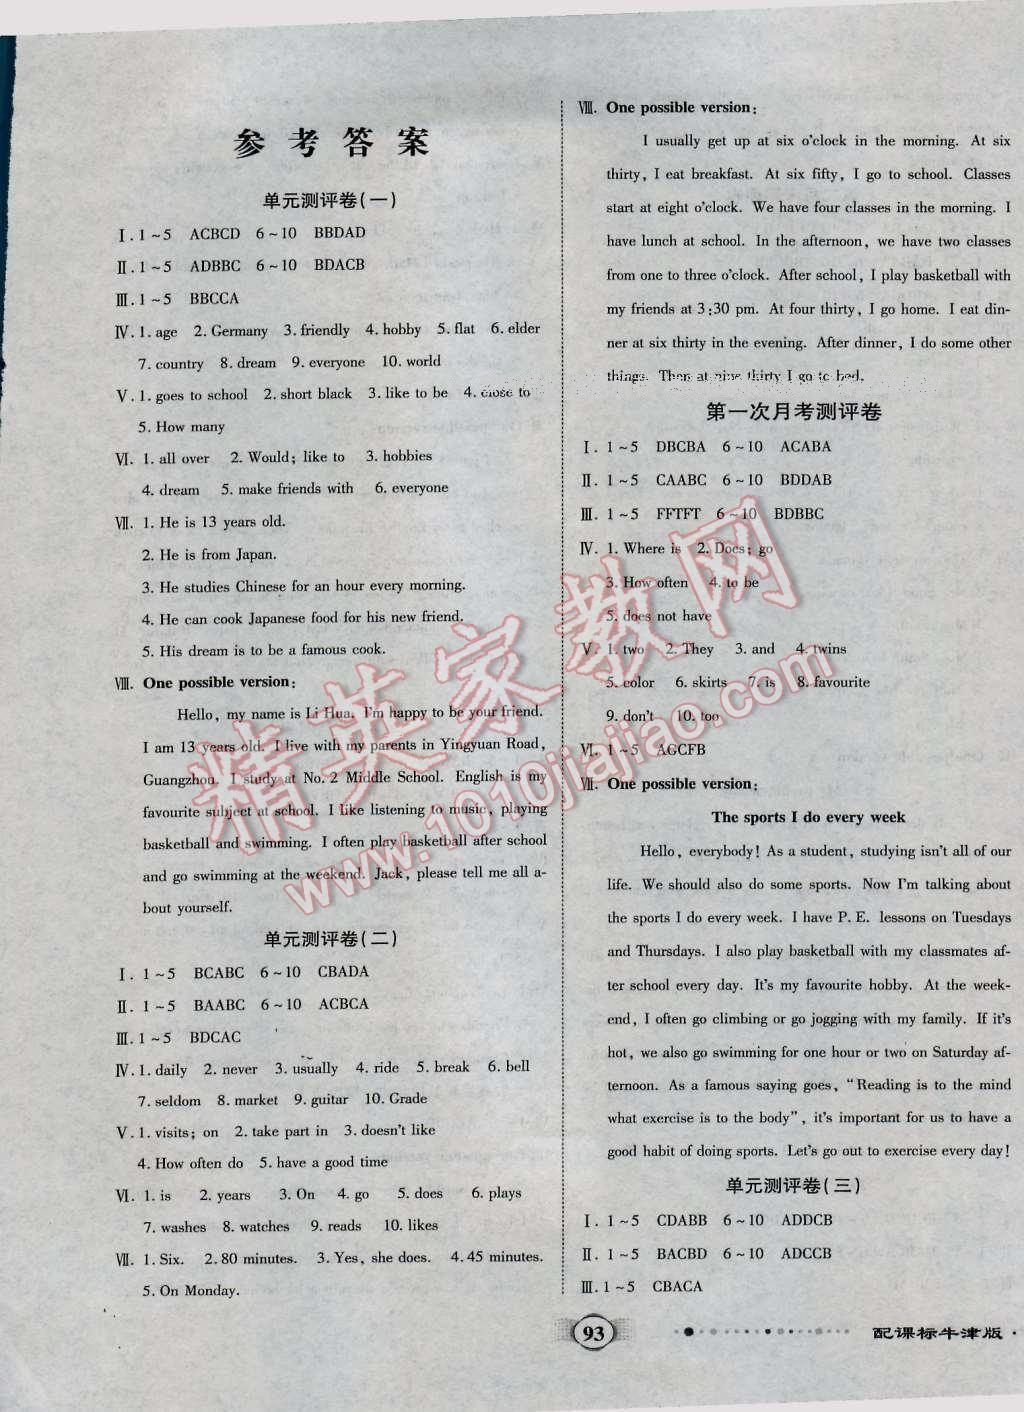 参考答案
单元测评卷(一)
Ⅰ. 1~5 ACBCD 6~10 BBDAD
Ⅱ. 1~5 ADBBC 6~10 BDACB
Ⅲ. 1~5 BBCCA
Ⅳ. 1. age 2. Germany 3. friendly 4. hobby 5. flat 6. elder
7. country 8. dream 9. everyone 10. world
Ⅴ. 1. goes to school 2. short black 3. like to be 4. close to
5. How many
Ⅵ. 1. all over 2. Would; like to 3. hobbies
4. dream 5. make friends with 6. everyone
Ⅶ. 1. He is 13 years old.
2. He is from Japan.
3. He studies Chinese for an hour every morning.
4. He can cook Japanese food for his new friend.
5. His dream is to be a famous cook.
Ⅷ. One possible version:
Hello, my name is Li Hua. I'm happy to be your friend.
I am 13 years old. I live with my parents in Yingyuan Road,
Guangzhou. I study at No. 2 Middle School. English is my
favourite subject at school. I like listening to music, playing
basketball and swimming. I often play basketball after school
and go swimming at the weekend. Jack, please tell me all a-
bout yourself.
单元测评卷(二)
Ⅰ. 1~5 BCABC 6~10 CBADA
Ⅱ. 1~5 BAABC 6~10 ACBCA
Ⅲ. 1~5 BDCAC
Ⅳ. 1. daily 2. never 3. usually 4. ride 5. break 6. bell
7. seldom 8. market 9. guitar 10. Grade
Ⅴ. 1. visits; on 2. take part in 3. doesn't like
4. How often do 5. have a good time
Ⅵ. 1. is 2. years 3. On 4. go 5. does 6. plays
7. washes 8. watches 9. reads 10. likes
Ⅶ. 1. Six. 2. 80 minutes. 3. Yes, she does. 4. 45 minutes.
5. On Monday.
Ⅷ. One possible version:
I usually get up at six o'clock in the morning. At six
thirty, I eat breakfast. At six fifty, I go to school. Classes
start at eight o'clock. We have four classes in the morning. I
have lunch at school. In the afternoon, we have two classes
from one to three o'clock. After school, I play basketball with
my friends at 3:30 pm. At four thirty, I go home. I eat din-
ner at six thirty in the evening. After dinner, I do some other
things. Then at nine thirty I go to bed.
第一次月考测评卷
Ⅰ. 1~5 DBCBA 6~10 ACABA
Ⅱ. 1~5 CAABC 6~10 BDDAB
Ⅲ. 1~5 FFTFT 6~10 BDBBC
Ⅳ. 1. Where is 2. Does; go
3. How often 4. to be
5. does not have
Ⅴ. 1. two 2. They 3. and 4. twins
5. color 6. skirts 7. is 8. favourite
9. don't 10. too
Ⅵ. 1~5 AGCFB
Ⅶ. One possible version:
The sports I do every week
Hello, everybody! As a student, studying isn't all of our
life. We should also do some sports. Now I'm talking about
the sports I do every week. I have P. E. lessons on Tuesdays
and Thursdays. I also play basketball with my classmates af-
ter school every day. It's my favourite hobby. At the week-
end, I often go climbing or go jogging with my family. If it's
hot, we also go swimming for one hour or two on Saturday af-
ternoon. As a famous saying goes, "Reading is to the mind
what exercise is to the body", it's important for us to have a
good habit of doing sports. Let's go out to exercise every day!
单元测评卷(三)
Ⅰ. 1~5 CDABB 6~10 ADDCB
Ⅱ. 1~5 BACBD 6~10 ADCCB
Ⅲ. 1~5 CBACA
93
配课标牛津版·
精英家教网
www.1010jiajiao.com